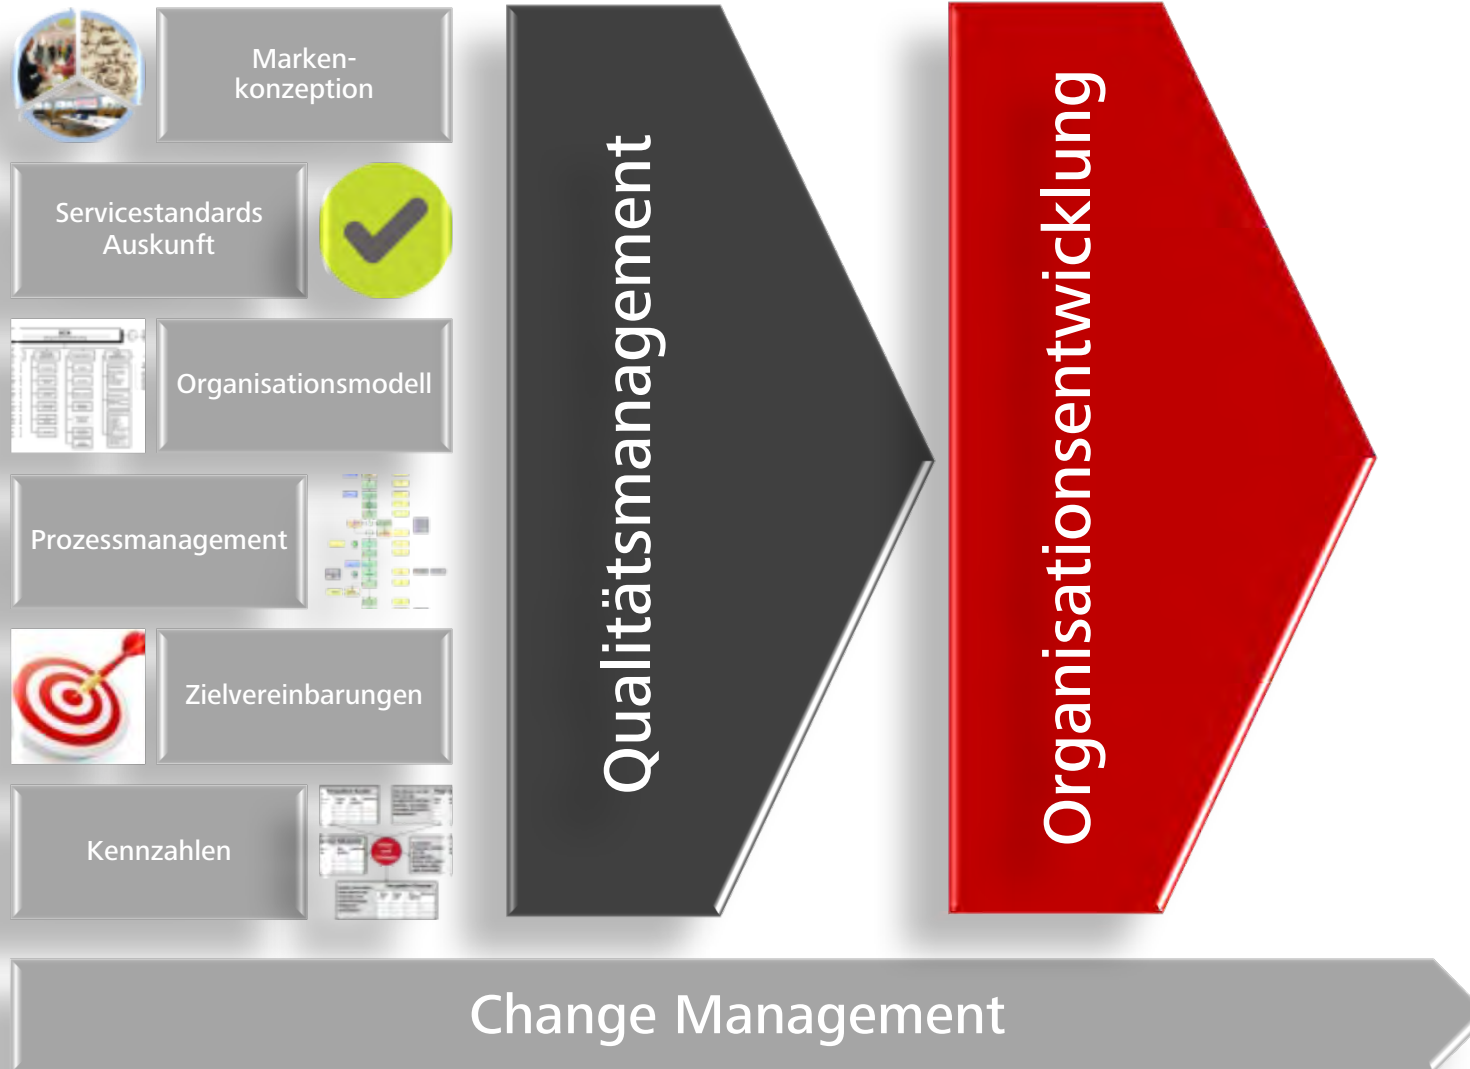 Marken-
konzeption
Servicestandards
Auskunft
Organisationsmodell
Prozessmanagement
Zielvereinbarungen
Kennzahlen
Qualitätsmanagement
Organisationsentwicklung
Change Management